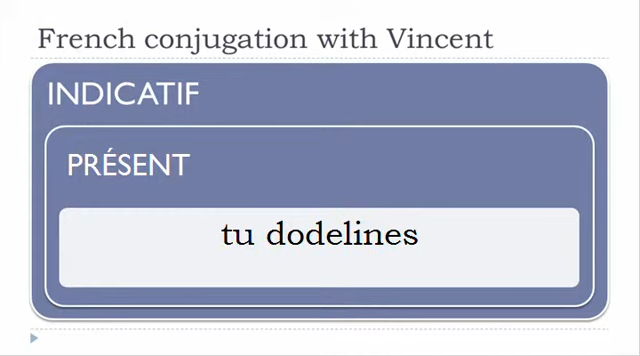 French conjugation with Vincent
INDICATIF
PRÉSENT
tu dodelines